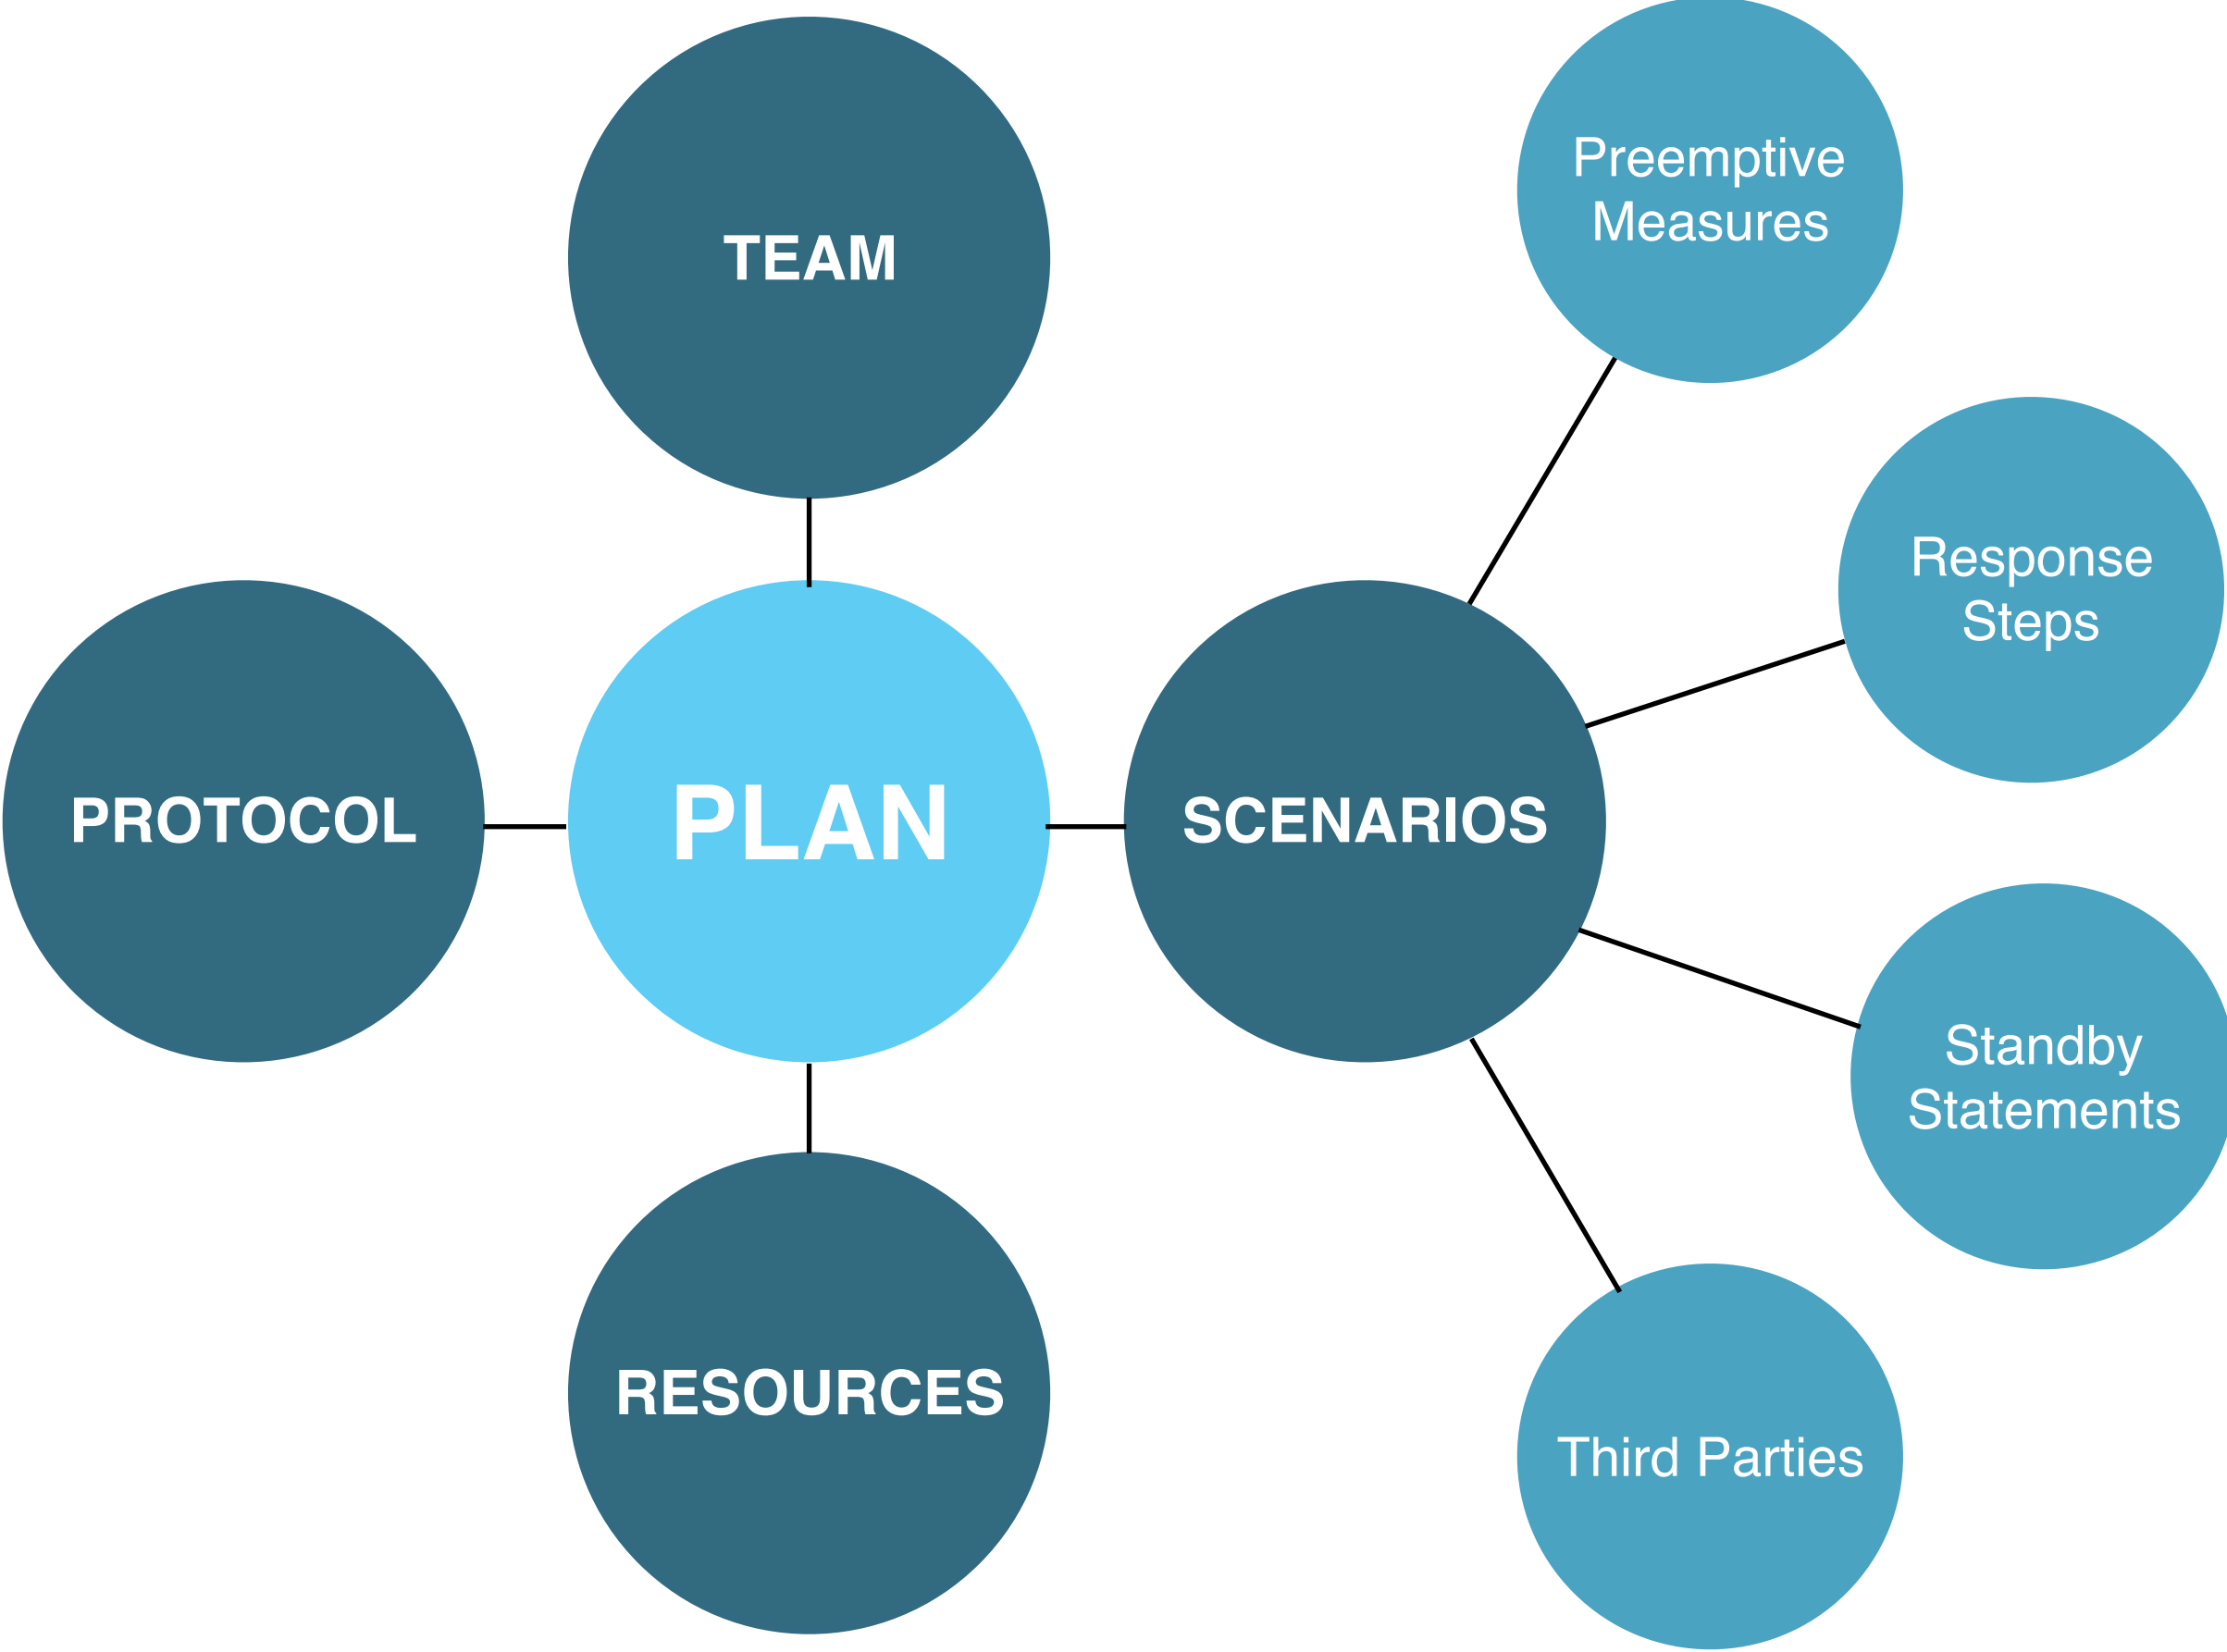 TEAM
PROTOCOL
PLAN
SCENARIOS
RESOURCES
Preemptive
Measures
Response
Steps
Standby
Statements
Third Parties